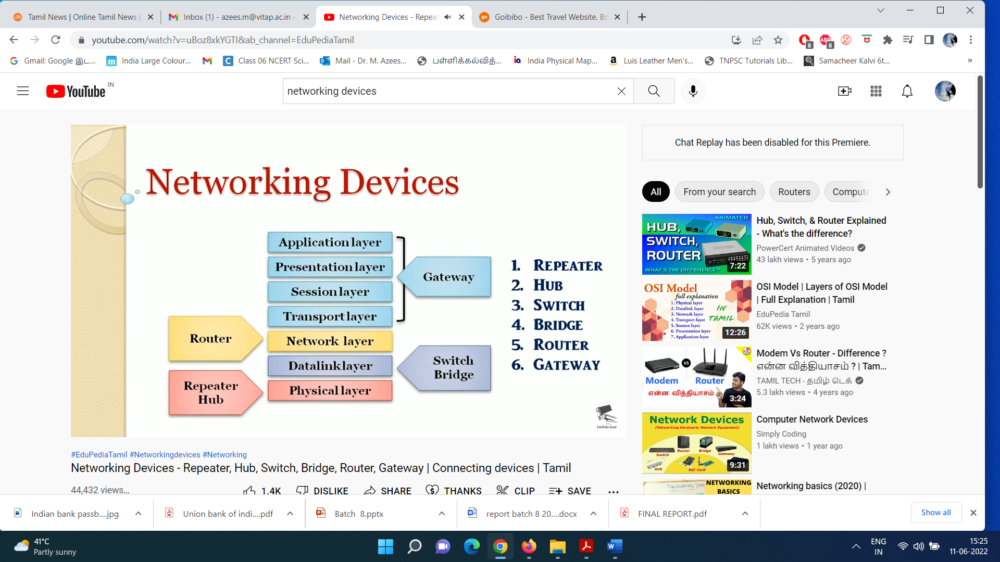 Tamil News | Online Tamil News |
Inbox (1) - azees.m@vitap.ac.in -
Networking Devices - Repeat
Goibibo - Best Travel Website. Bo
youtube.com/watch?v=uBoz8xkYGTI&ab_channel=EduPediaTamil
8
ABP
8
Gmail: Google இட...
India Large Colour...
Class 06 NCERT Sci...
Mail - Dr. M. Azees...
பள்ளிக்கல்வித்...
India Physical Map...
Luis Leather Men's...
TNPSC Tutorials Lib...
Samacheer Kalvi 6t...
»
YouTube IN
networking devices
Networking Devices
Application layer
Presentation layer
Session layer
Transport layer
Network layer
Datalink layer
Physical layer
Gateway
Router
Switch
Bridge
Repeater
Hub
1. REPEATER
2. HUB
3. SWITCH
4. BRIDGE
5. ROUTER
6. GATEWAY
EduPedia Tamil
#EduPediaTamil #Networkingdevices #Networking
Networking Devices - Repeater, Hub, Switch, Bridge, Router, Gateway | Connecting devices | Tamil
44,432 views...
1.4K
DISLIKE
SHARE
THANKS
CLIP
SAVE
Chat Replay has been disabled for this Premiere.
All
From your search
Routers
Compute
ANIMATED
HUB,
SWITCH,
ROUTER
ROUTER
WHAT'S THE DIFFERENCE?
7:22
Hub, Switch, & Router Explained
- What's the difference?
PowerCert Animated Videos
43 lakh views • 5 years ago
OSI Model
full explanation
1. Physical layer
2. Datalink layer
3. Network layer
4. Transport layer
5. Session layer
6. Presentation layer
7. Application layer
IN
TAMIL
12:26
OSI Model | Layers of OSI Model
| Full Explanation | Tamil
EduPedia Tamil
62K views • 2 years ago
VS
Modem
Router
என்ன வித்தியாசம்
3:24
Modem Vs Router - Difference ?
என்ன வித்தியாசம் ? | Tam...
TAMIL TECH - தமிழ் டெக்
5.3 lakh views • 4 years ago
Network Devices
(Networking Hardware, Network Equipment)
Router
Bridge
Switch
Gateway
Hub
NIC Card
9:31
Computer Network Devices
Simply Coding
1 lakh views • 1 year ago
NETWORKING
BASICS
Networking basics (2020) |
Indian bank passb....jpg
Union bank of indi....pdf
Batch 8.pptx
report batch 8 20....docx
FINAL REPORT.pdf
Show all
41°C
Partly sunny
ENG
IN
15:25
11-06-2022